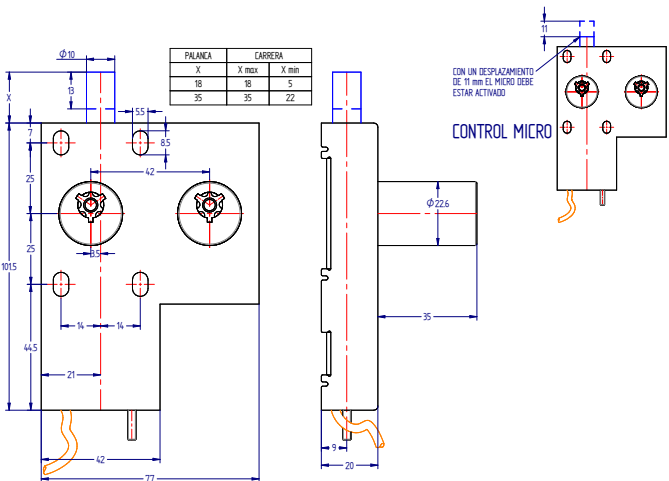 PALANCA CARRERA
X X max X min
18 18 5
35 35 22
CON UN DESPLAZAMIENTO
DE 11 mm EL MICRO DEBE
ESTAR ACTIVADO
CONTROL MICRO
11
Ø10
X
13
5.5
7
8.5
42
25
3.5
25
101.5
14
14
44.5
21
42
77
Ø22.6
35
9
20